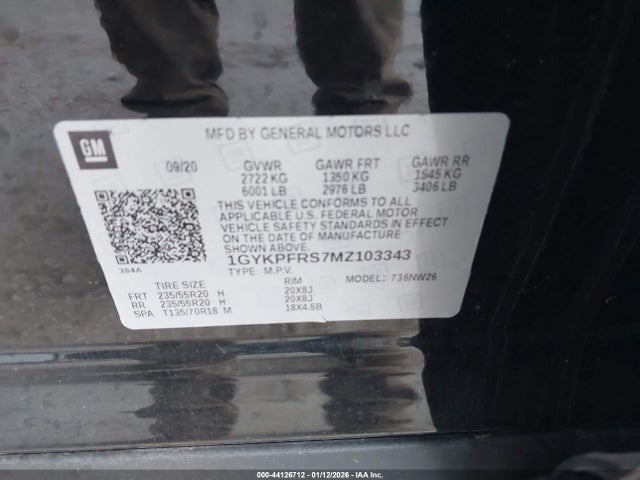 GM
MFD BY GENERAL MOTORS LLC
09/20 GVWR GAWR FRT GAWR RR
2722 KG 1350 KG 1545 KG
6001 LB 2976 LB 3406 LB
THIS VEHICLE CONFORMS TO ALL
APPLICABLE U.S. FEDERAL MOTOR
VEHICLE SAFETY STANDARDS IN EFFECT
ON THE DATE OF MANUFACTURE
SHOWN ABOVE.
1GYKPFRS7MZ103343
384A TYPE: M.P.V. MODEL: 736NW26
TIRE SIZE RIM
FRT 235/55R20 H 20X8J
RR 235/55R20 H 20X8J
SPA T135/70R18 M 18X4.5B
000-44126712 - 01/12/2026 - IAA Inc.